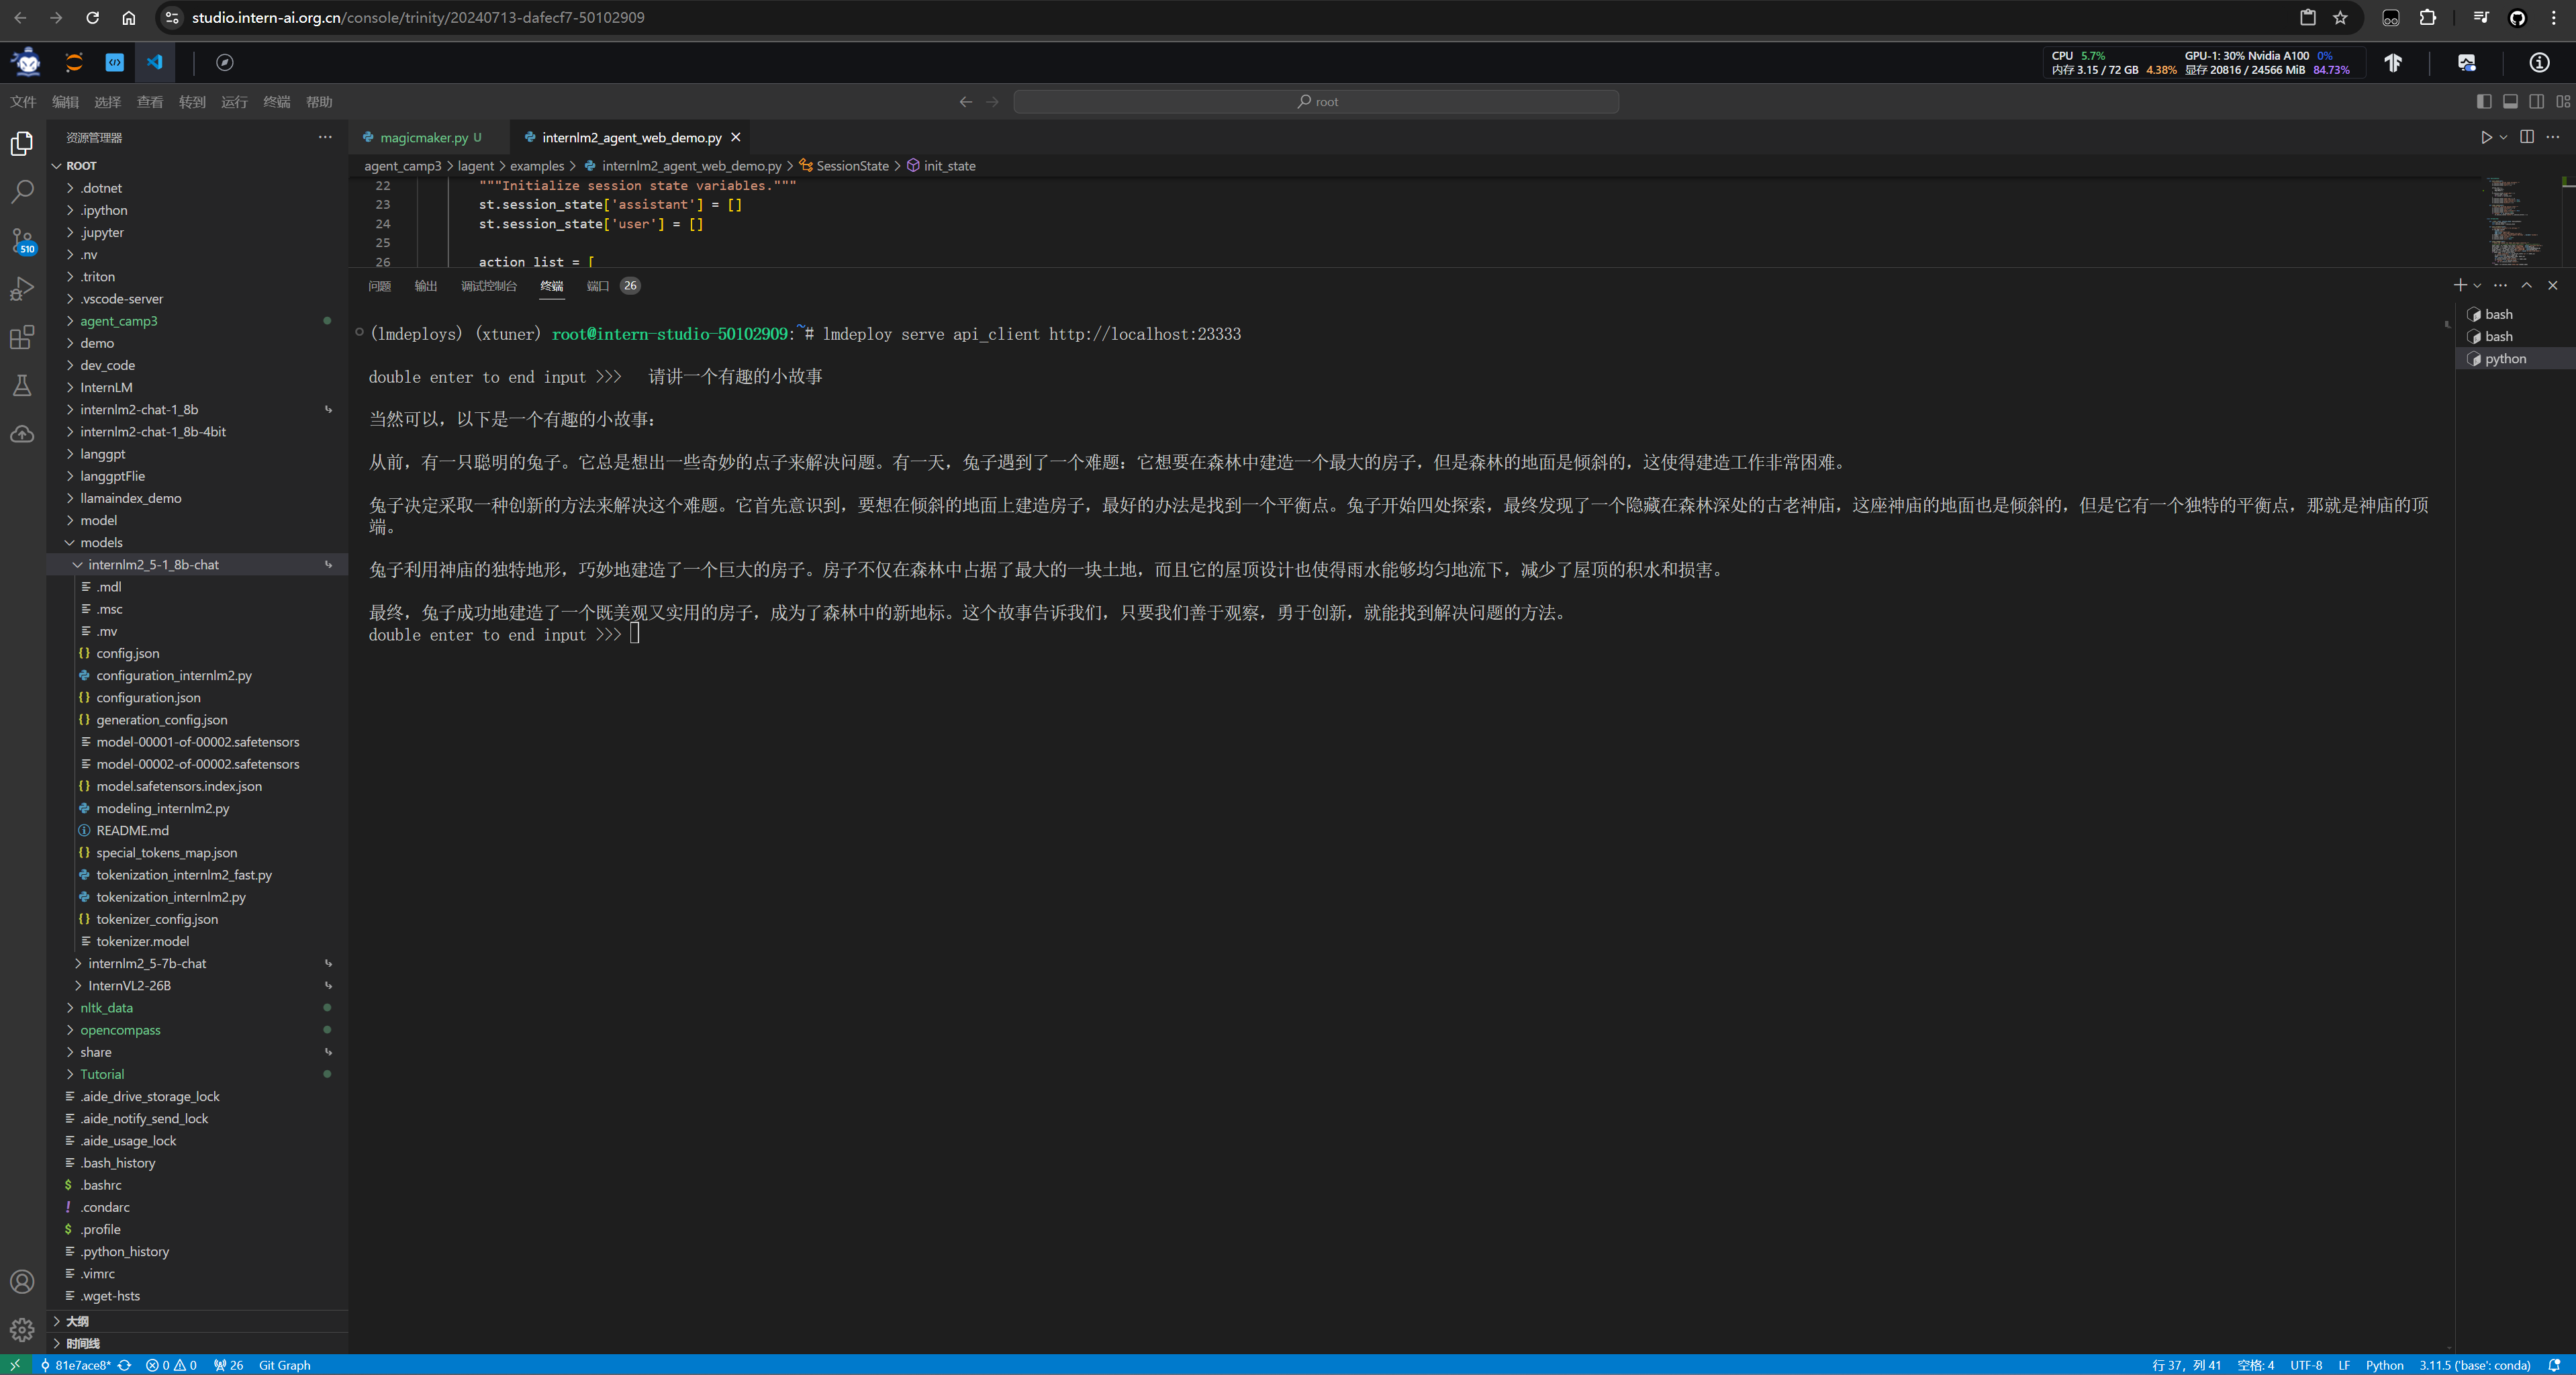 studio.intern-ai.org.cn/console/trinity/20240713-dafecf7-50102909
CPU 5.7% GPU-1: 30% Nvidia A100 0%
内存 3.15 / 72 GB 4.38% 显存 20816 / 24566 MiB 84.73%
文件 编辑 选择 查看 转到 运行 终端 帮助
root
资源管理器
magicmaker.py U
internlm2_agent_web_demo.py
ROOT
agent_camp3 > lagent > examples > internlm2_agent_web_demo.py > SessionState > init_state
22 """Initialize session state variables."""
23 st.session_state['assistant'] = []
24 st.session_state['user'] = []
25
26 action_list = [
问题 输出 调试控制台 终端 端口 26
(lmdeploys) (xtuner) root@intern-studio-50102909:~# lmdeploy serve api_client http://localhost:23333
double enter to end input >>> 请讲一个有趣的小故事
当然可以，以下是一个有趣的小故事：
从前，有一只聪明的兔子。它总是想出一些奇妙的点子来解决问题。有一天，兔子遇到了一个难题：它想要在森林中建造一个最大的房子，但是森林的地面是倾斜的，这使得建造工作非常困难。
兔子决定采取一种创新的方法来解决这个难题。它首先意识到，要想在倾斜的地面上建造房子，最好的办法是找到一个平衡点。兔子开始四处探索，最终发现了一个隐藏在森林深处的古老神庙，这座神庙的地面也是倾斜的，但是它有一个独特的平衡点，那就是神庙的顶
端。
兔子利用神庙的独特地形，巧妙地建造了一个巨大的房子。房子不仅在森林中占据了最大的一块土地，而且它的屋顶设计也使得雨水能够均匀地流下，减少了屋顶的积水和损害。
最终，兔子成功地建造了一个既美观又实用的房子，成为了森林中的新地标。这个故事告诉我们，只要我们善于观察，勇于创新，就能找到解决问题的方法。
double enter to end input >>>
bash
bash
python
.dotnet
.ipython
.jupyter
.nv
.triton
.vscode-server
agent_camp3
demo
dev_code
InternLM
internlm2-chat-1_8b
internlm2-chat-1_8b-4bit
langgpt
langgptFlie
llamaindex_demo
model
models
internlm2_5-1_8b-chat
.mdl
.msc
.mv
config.json
configuration_internlm2.py
configuration.json
generation_config.json
model-00001-of-00002.safetensors
model-00002-of-00002.safetensors
model.safetensors.index.json
modeling_internlm2.py
README.md
special_tokens_map.json
tokenization_internlm2_fast.py
tokenization_internlm2.py
tokenizer_config.json
tokenizer.model
internlm2_5-7b-chat
InternVL2-26B
nltk_data
opencompass
share
Tutorial
.aide_drive_storage_lock
.aide_notify_send_lock
.aide_usage_lock
.bash_history
.bashrc
.condarc
.profile
.python_history
.vimrc
.wget-hsts
大纲
时间线
510
81e7ace8* 0 0 26 Git Graph
行 37，列 41 空格: 4 UTF-8 LF Python 3.11.5 ('base': conda)